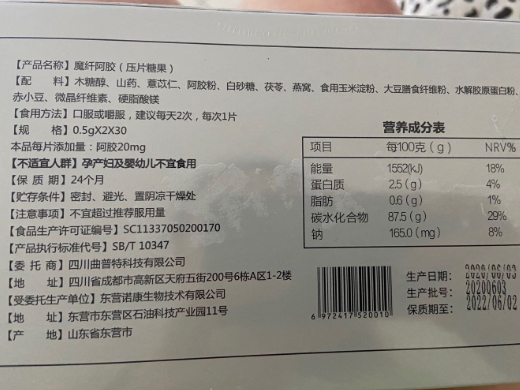 【产品名称】魔纤阿胶（压片糖果）
【配 料】木糖醇、山药、薏苡仁、阿胶粉、白砂糖、茯苓、燕窝、食用玉米淀粉、大豆膳食纤维粉、水解胶原蛋白粉、
赤小豆、微晶纤维素、硬脂酸镁
【食用方法】口服或嚼服，建议每天2次，每次1片
【规 格】0.5gX2X30
本品每片添加量：阿胶20mg
【不适宜人群】孕产妇及婴幼儿不宜食用
【保 质 期】24个月
【贮存条件】密封、避光、置阴凉干燥处
【注意事项】不宜超过推荐服用量
【食品生产许可证编号】SC11337050200170
【产品执行标准代号】SB/T 10347
【委 托 商】四川曲普特科技有限公司
【地 址】四川省成都市高新区天府五街200号6栋A区1-2楼
【受委托生产单位】东营诺康生物技术有限公司
【地 址】东营市东营区石油科技产业园11号
【产 地】山东省东营市
营养成分表
项目 每100克（g） NRV%
能量 1552(kJ) 18%
蛋白质 2.5(g) 4%
脂肪 0.6(g) 1%
碳水化合物 87.5(g) 29%
钠 165.0(mg) 8%
6 972417 520010
生产日期：2020/06/03
生产批号：20200603
保质期至：2022/06/02